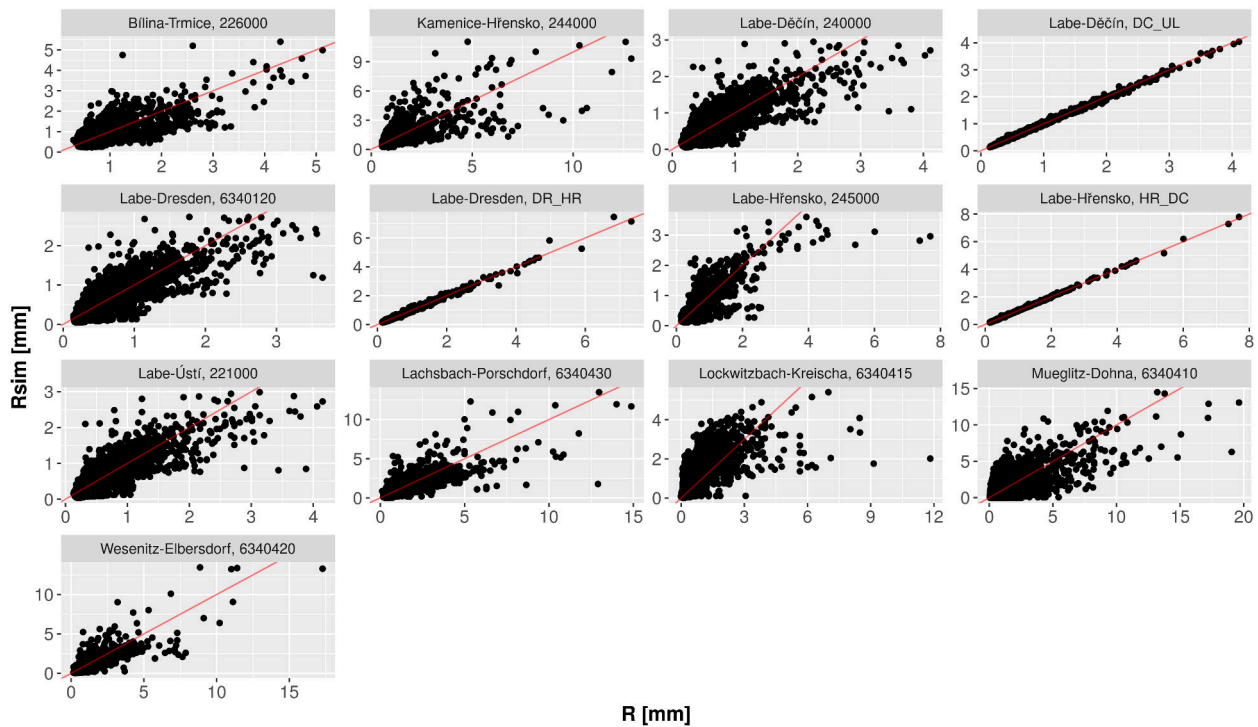 Bílina-Trmice, 226000
Kamenice-Hřensko, 244000
Labe-Děčín, 240000
Labe-Děčín, DC_UL
5
4
3
2
1
0
1 2 3 4 5
9
6
3
0
0 5 10
3
2
1
0
0 1 2 3 4
4
3
2
1
0
0 1 2 3 4
Labe-Dresden, 6340120
Labe-Dresden, DR_HR
Labe-Hřensko, 245000
Labe-Hřensko, HR_DC
2
1
0
0 1 2 3
6
4
2
0
0 2 4 6
3
2
1
0
0 2 4 6 8
8
6
4
2
0
0 2 4 6 8
Labe-Ústí, 221000
Lachsbach-Porschdorf, 6340430
Lockwitzbach-Kreischa, 6340415
Mueglitz-Dohna, 6340410
3
2
1
0
0 1 2 3 4
10
5
0
0 5 10 15
5
4
3
2
1
0
0 3 6 9 12
15
10
5
0
0 5 10 15 20
Wesenitz-Elbersdorf, 6340420
10
5
0
0 5 10 15
Rsim [mm]
R [mm]